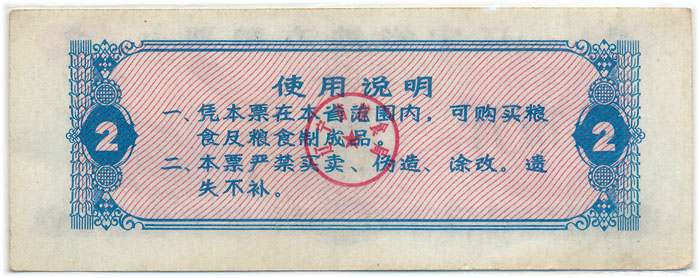 使用说明
一、凭本票在本省范围内，可购买粮
食及粮食制成品。
二、本票严禁买卖、伪造、涂改。遗
失不补。
2
2